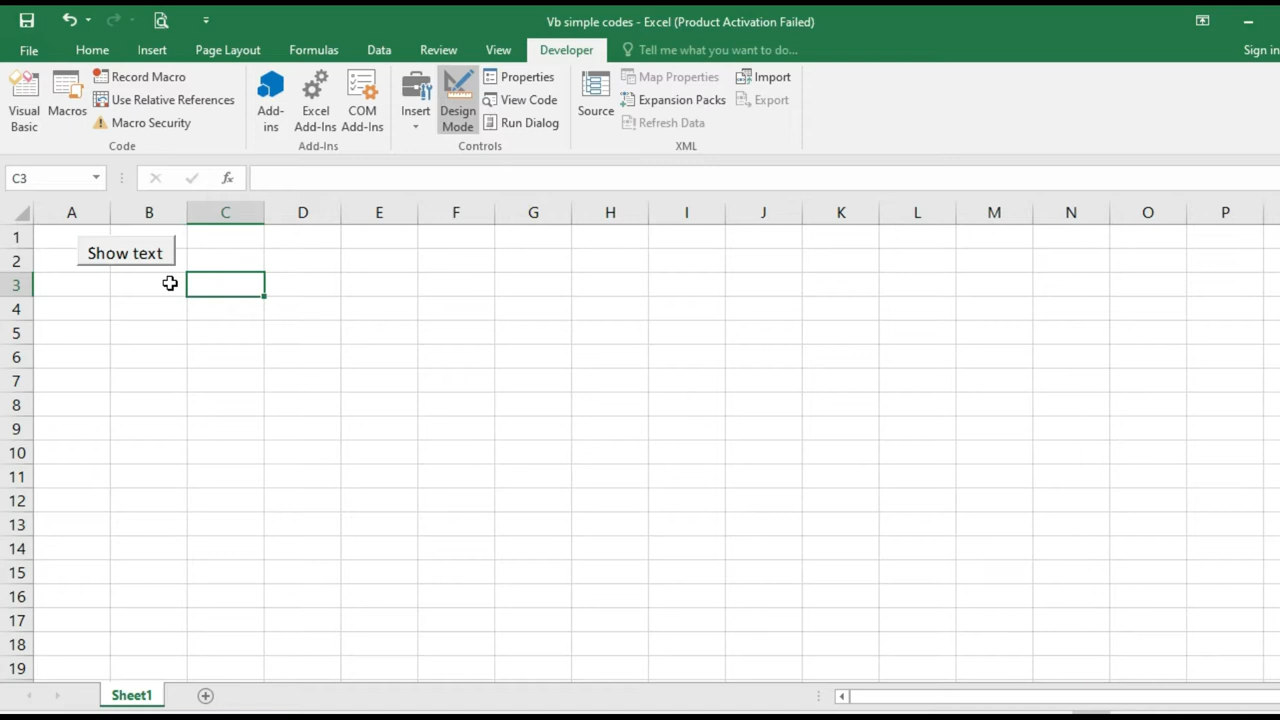 Vb simple codes - Excel (Product Activation Failed)
File Home Insert Page Layout Formulas Data Review View Developer Tell me what you want to do... Sign in
Visual Basic
Macros
Record Macro
Use Relative References
Macro Security
Code
Add-ins
Excel Add-Ins
COM Add-Ins
Add-Ins
Insert
Design Mode
Properties
View Code
Run Dialog
Controls
Source
Map Properties
Expansion Packs
Refresh Data
Import
Export
XML
C3 fx
A B C D E F G H I J K L M N O P
1
Show text
2
3
4
5
6
7
8
9
10
11
12
13
14
15
16
17
18
19
Sheet1